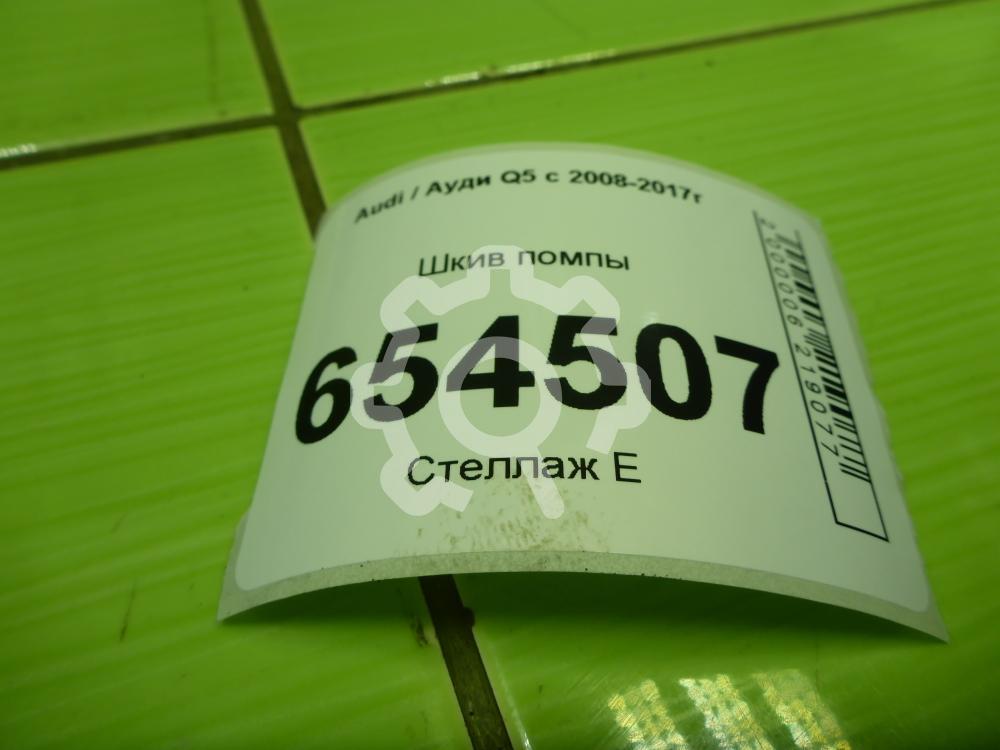 Audi / Ауди Q5 с 2008-2017г
Шкив помпы
654507
Стеллаж Е
2000006219077